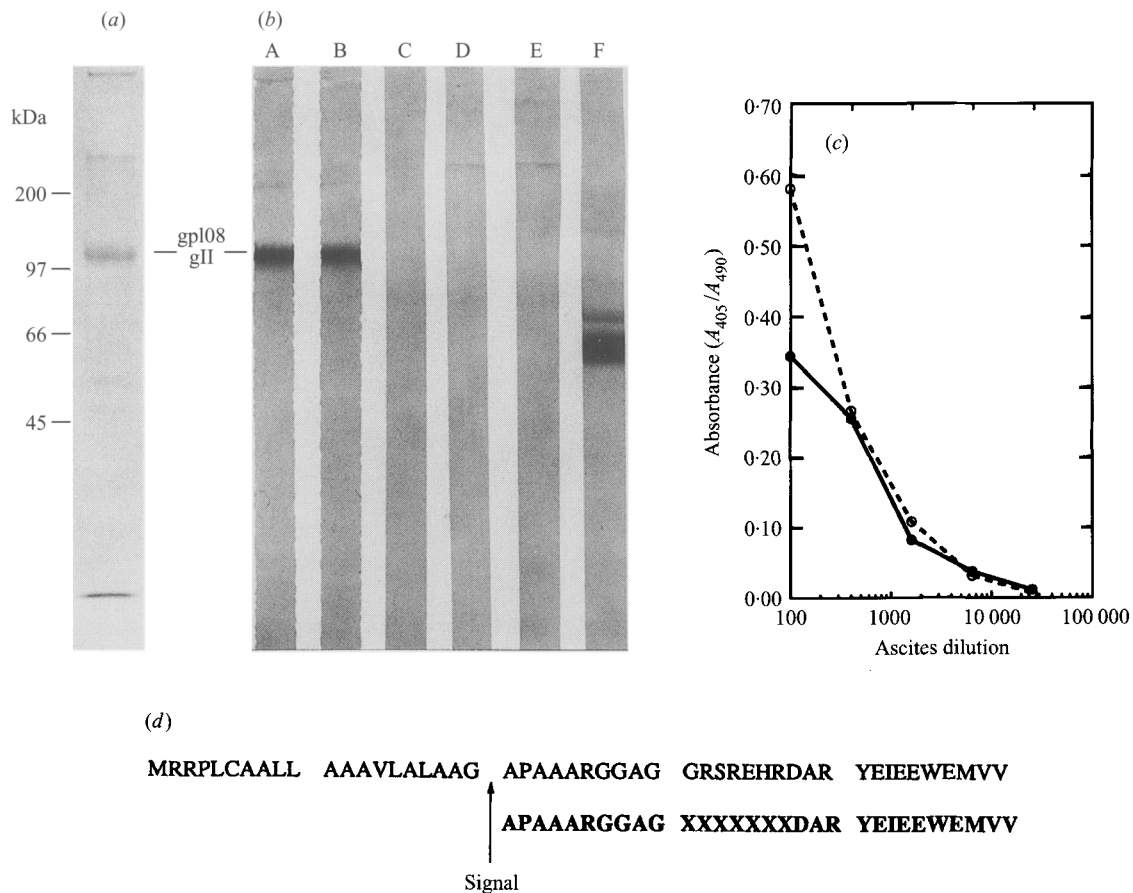 (a)
(b)
A B C D E F
kDa
200
97
66
45
gpl08
gII
(c)
Absorbance (A405/A490)
0·70
0·60
0·50
0·40
0·30
0·20
0·10
0·00
100 1000 10 000 100 000
Ascites dilution
(d)
MRRPLCAALL AAAVLALAAG APAAARGGAG GRSREHRDAR YEIEEWEMVV
APAAARGGAG XXXXXXXDAR YEIEEWEMVV
Signal